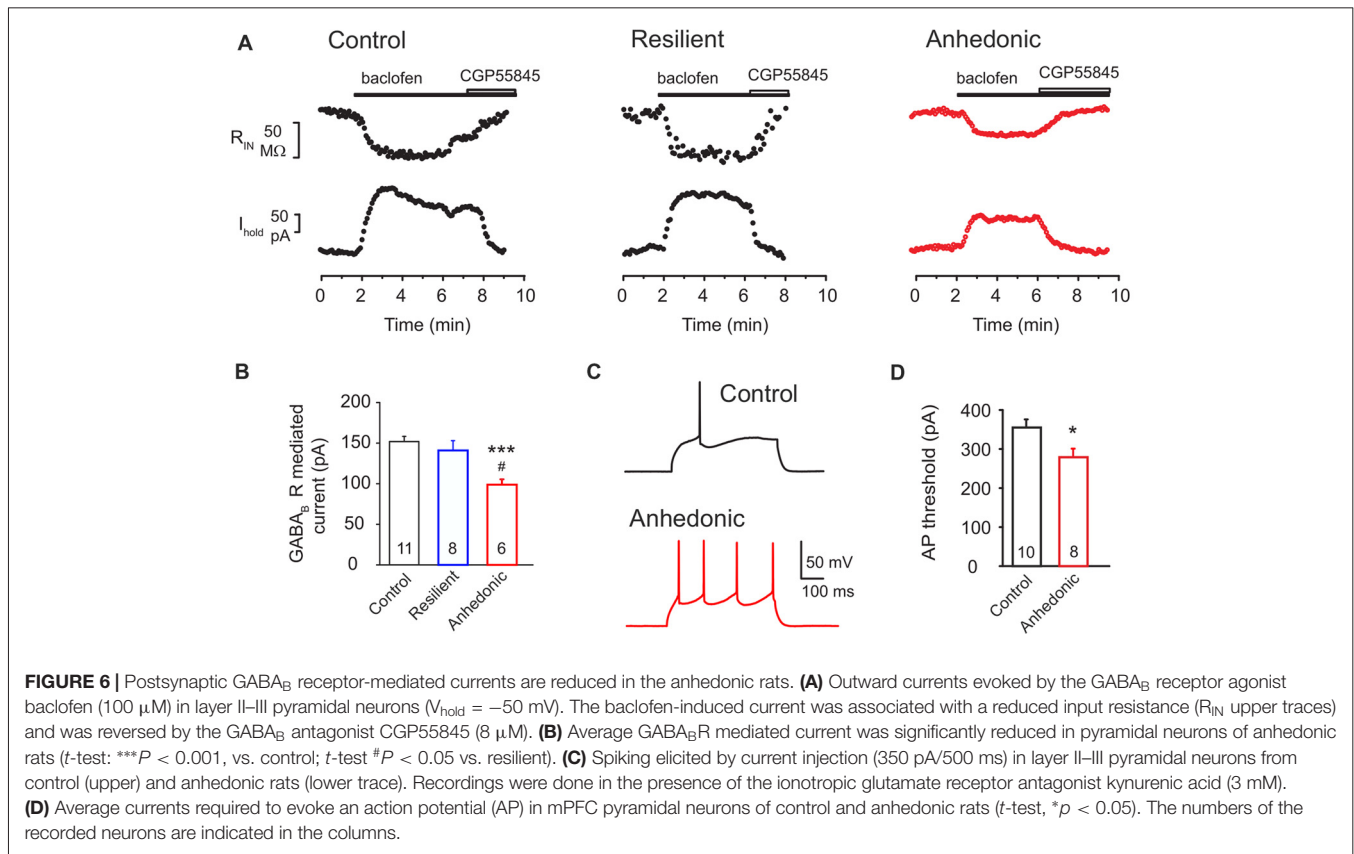 A
Control
Resilient
Anhedonic
baclofen
CGP55845
baclofen
CGP55845
baclofen
CGP55845
R_IN 50 MΩ
I_hold 50 pA
0 2 4 6 8 10
0 2 4 6 8 10
0 2 4 6 8 10
Time (min)
Time (min)
Time (min)
B
GABA_B R mediated
current (pA)
200
150
100
50
0
***
#
11
8
6
Control
Resilient
Anhedonic
C
Control
Anhedonic
50 mV
100 ms
D
AP threshold (pA)
400
300
200
100
0
*
10
8
Control
Anhedonic
FIGURE 6 | Postsynaptic GABA_B receptor-mediated currents are reduced in the anhedonic rats. (A) Outward currents evoked by the GABA_B receptor agonist
baclofen (100 μM) in layer II–III pyramidal neurons (V_hold = −50 mV). The baclofen-induced current was associated with a reduced input resistance (R_IN upper traces)
and was reversed by the GABA_B antagonist CGP55845 (8 μM). (B) Average GABA_BR mediated current was significantly reduced in pyramidal neurons of anhedonic
rats (t-test: ***P < 0.001, vs. control; t-test #P < 0.05 vs. resilient). (C) Spiking elicited by current injection (350 pA/500 ms) in layer II–III pyramidal neurons from
control (upper) and anhedonic rats (lower trace). Recordings were done in the presence of the ionotropic glutamate receptor antagonist kynurenic acid (3 mM).
(D) Average currents required to evoke an action potential (AP) in mPFC pyramidal neurons of control and anhedonic rats (t-test, *p < 0.05). The numbers of the
recorded neurons are indicated in the columns.